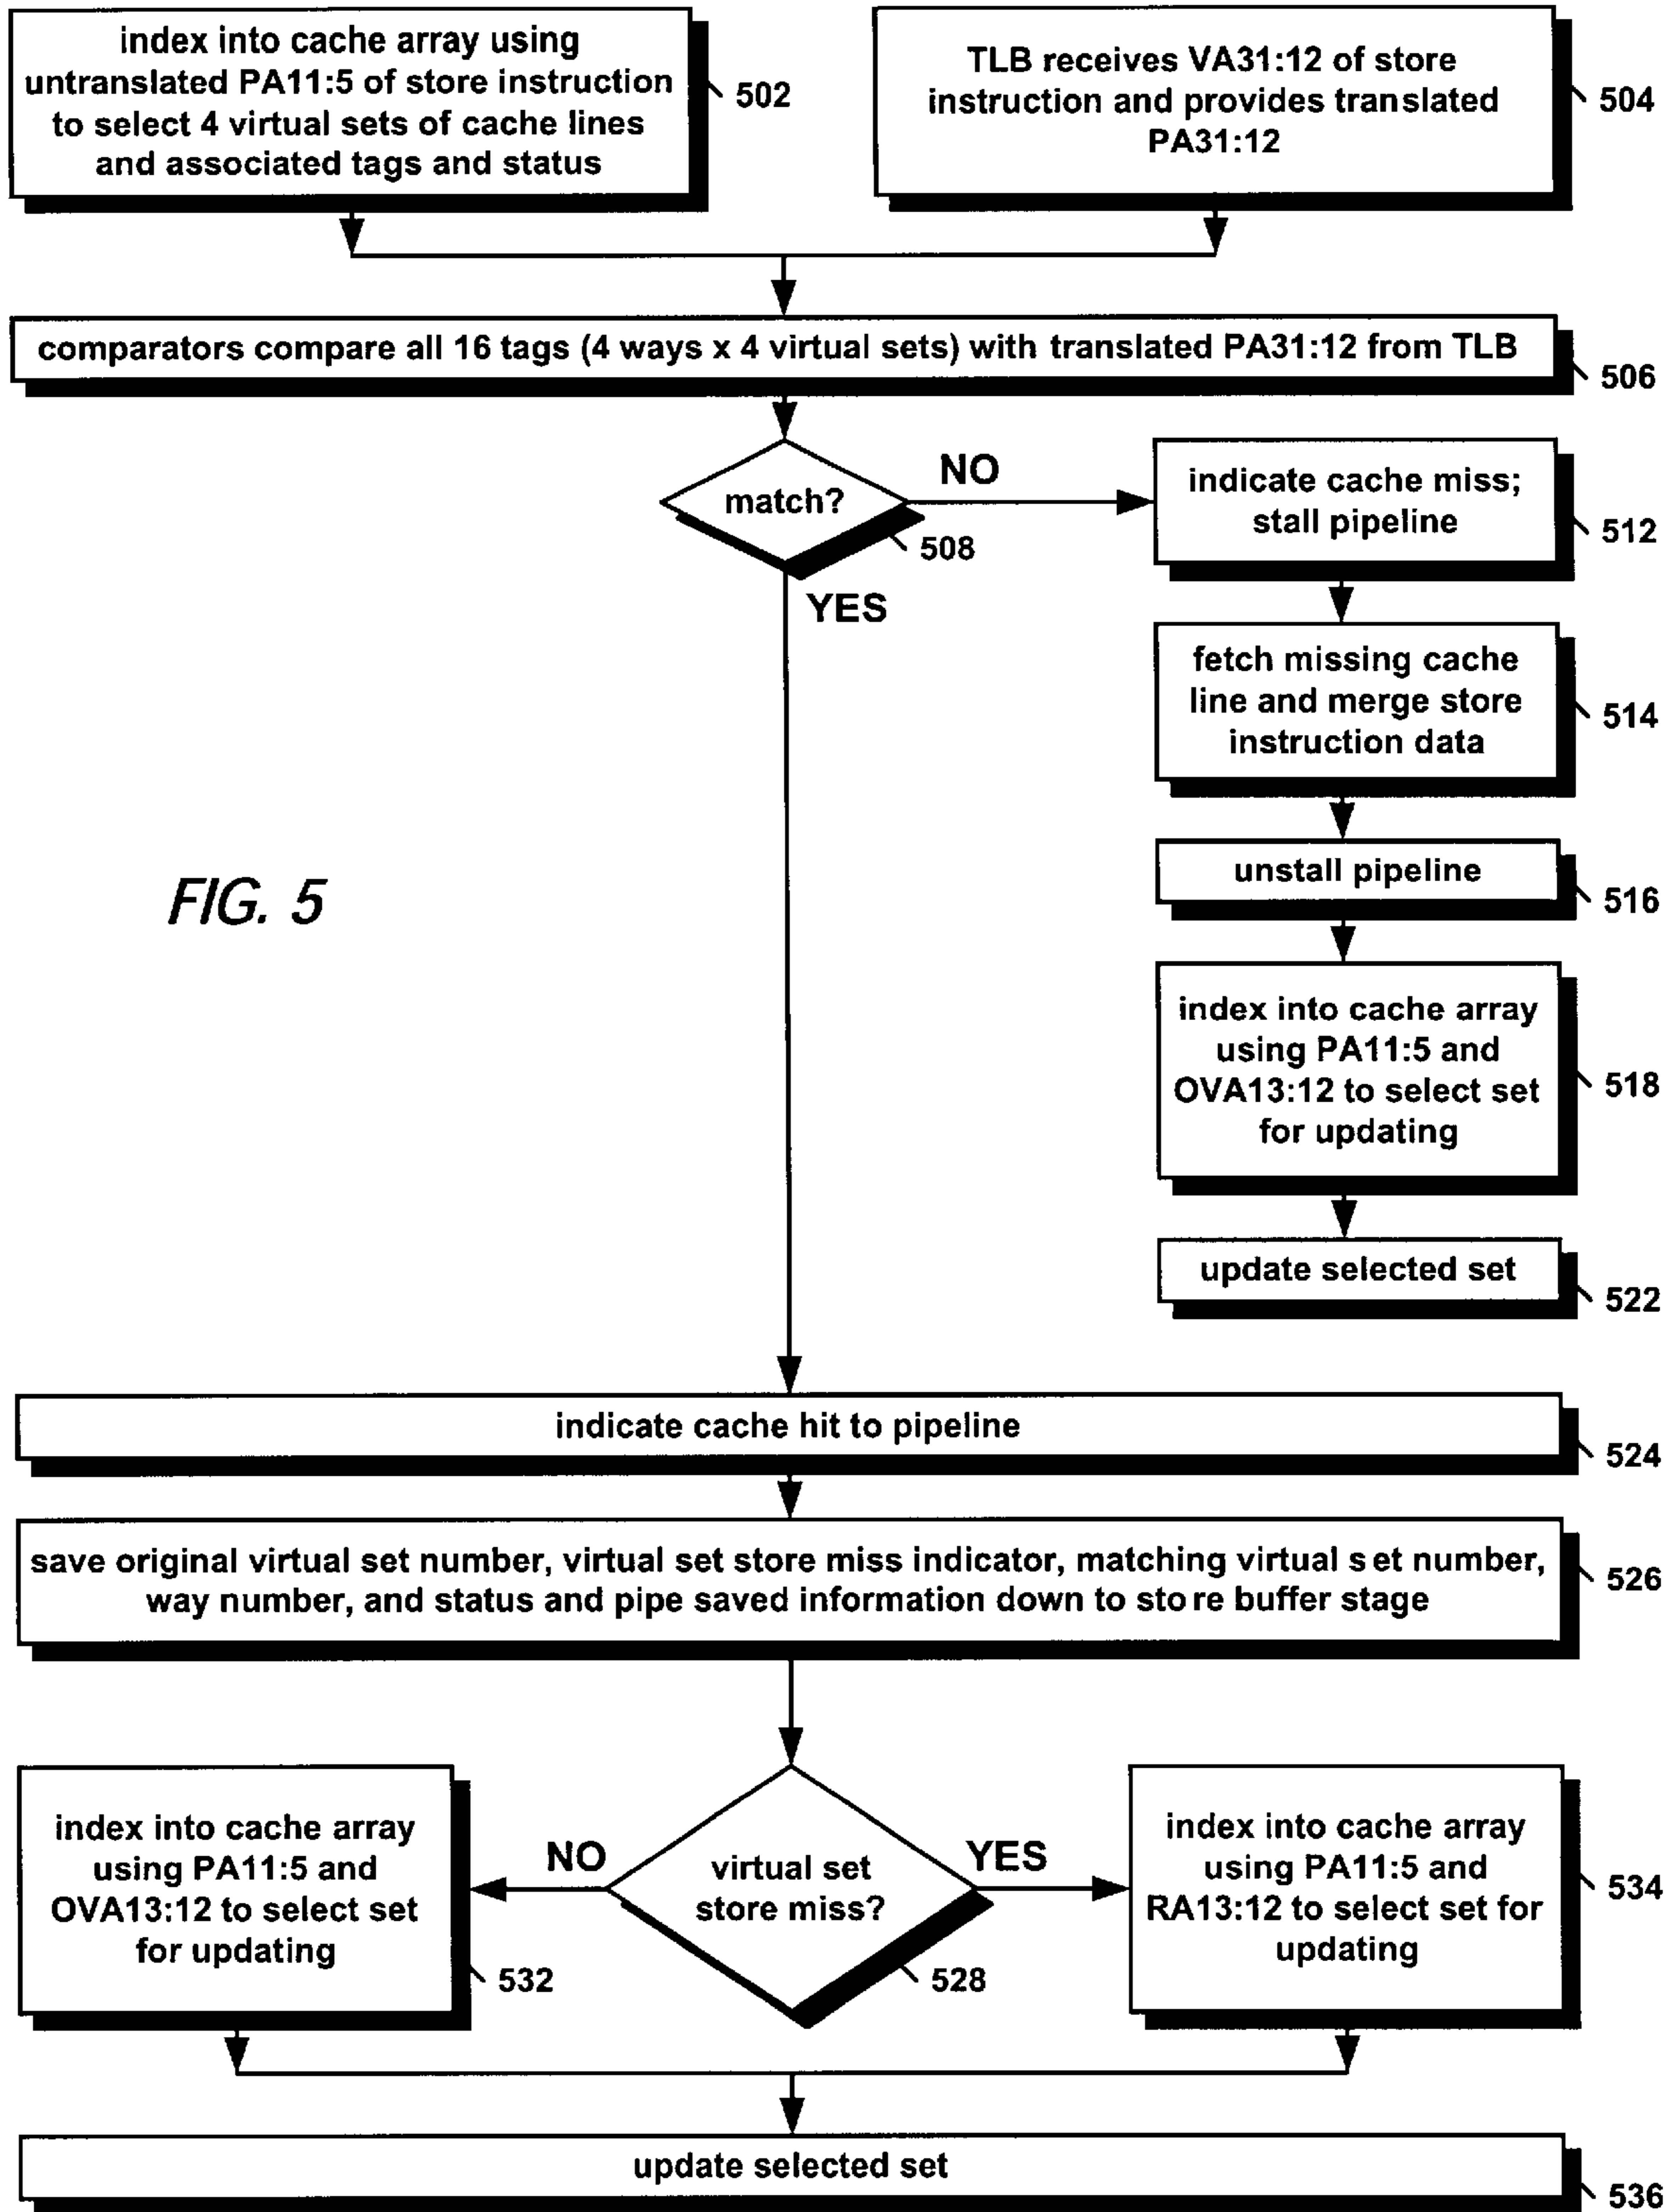 index into cache array using
untranslated PA11:5 of store instruction
to select 4 virtual sets of cache lines
and associated tags and status
502
TLB receives VA31:12 of store
instruction and provides translated
PA31:12
504
comparators compare all 16 tags (4 ways x 4 virtual sets) with translated PA31:12 from TLB
506
match?
508
NO
YES
indicate cache miss;
stall pipeline
512
fetch missing cache
line and merge store
instruction data
514
unstall pipeline
516
FIG. 5
index into cache array
using PA11:5 and
OVA13:12 to select set
for updating
518
update selected set
522
indicate cache hit to pipeline
524
save original virtual set number, virtual set store miss indicator, matching virtual set number,
way number, and status and pipe saved information down to store buffer stage
526
index into cache array
using PA11:5 and
OVA13:12 to select set
for updating
532
NO
virtual set
store miss?
528
YES
index into cache array
using PA11:5 and
RA13:12 to select set for
updating
534
update selected set
536